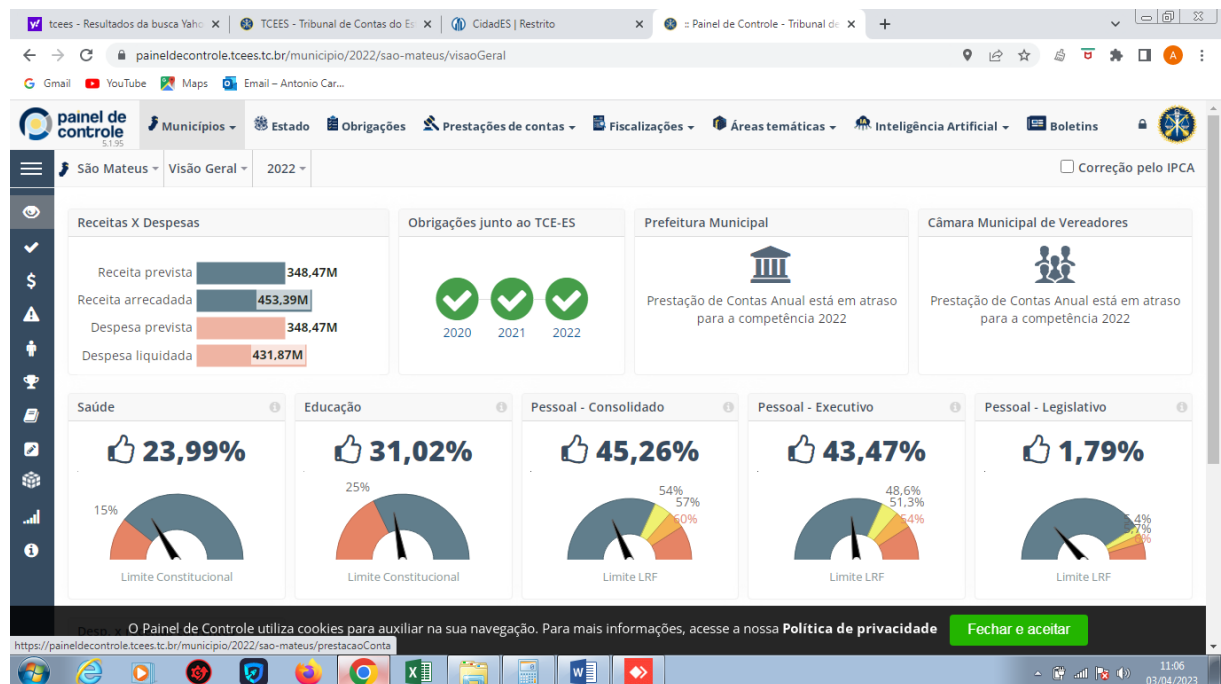 tcees - Resultados da busca Yaho
TCEES - Tribunal de Contas do Es
CidadES | Restrito
:: Painel de Controle - Tribunal de
paineldecontrole.tcees.tc.br/municipio/2022/sao-mateus/visaoGeral
A
Gmail
YouTube
Maps
Email – Antonio Car...
painel de controle
5.1.95
Municípios
Estado
Obrigações
Prestações de contas
Fiscalizações
Áreas temáticas
Inteligência Artificial
Boletins
São Mateus
Visão Geral
2022
Correção pelo IPCA
Receitas X Despesas
Receita prevista 348,47M
Receita arrecadada 453,39M
Despesa prevista 348,47M
Despesa liquidada 431,87M
Obrigações junto ao TCE-ES
2020 2021 2022
Prefeitura Municipal
Prestação de Contas Anual está em atraso
para a competência 2022
Câmara Municipal de Vereadores
Prestação de Contas Anual está em atraso
para a competência 2022
Saúde
23,99%
15%
Limite Constitucional
Educação
31,02%
25%
Limite Constitucional
Pessoal - Consolidado
45,26%
54%
57%
60%
Limite LRF
Pessoal - Executivo
43,47%
48,6%
51,3%
54%
Limite LRF
Pessoal - Legislativo
1,79%
Limite LRF
O Painel de Controle utiliza cookies para auxiliar na sua navegação. Para mais informações, acesse a nossa Política de privacidade
Fechar e aceitar
https://paineldecontrole.tcees.tc.br/municipio/2022/sao-mateus/prestacaoConta
11:06
03/04/2023